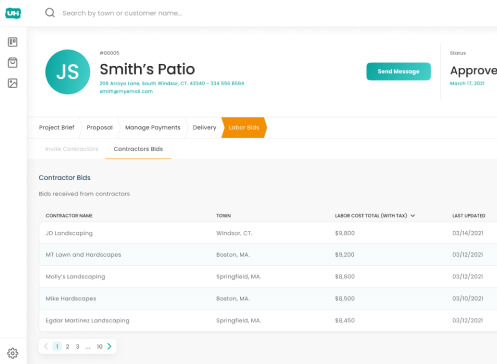 UH
Search by town or customer name...
#00005
Status
JS
Smith's Patio
Send Message
Approve
208 Arrow Lane, South Windsor, CT. 43340 - 334 556 8594
March 17, 2021
smith@myemail.com
Project Brief
Proposal
Manage Payments
Delivery
Labor Bids
Invite Contractors
Contractors Bids
Contractor Bids
Bids received from contractors
CONTRACTOR NAME
TOWN
LABOR COST TOTAL (WITH TAX)
LAST UPDATED
JD Landscaping
Windsor, CT.
$9,800
03/14/2021
MT Lawn and Hardscapes
Boston, MA.
$9,200
03/12/2021
Molly's Landscaping
Springfield, MA.
$8,600
03/12/2021
Mike Hardscapes
Boston, MA.
$8,500
03/10/2021
Egdar Martinez Landscaping
Springfield, MA.
$8,450
03/12/2021
1 2 3 ... 10